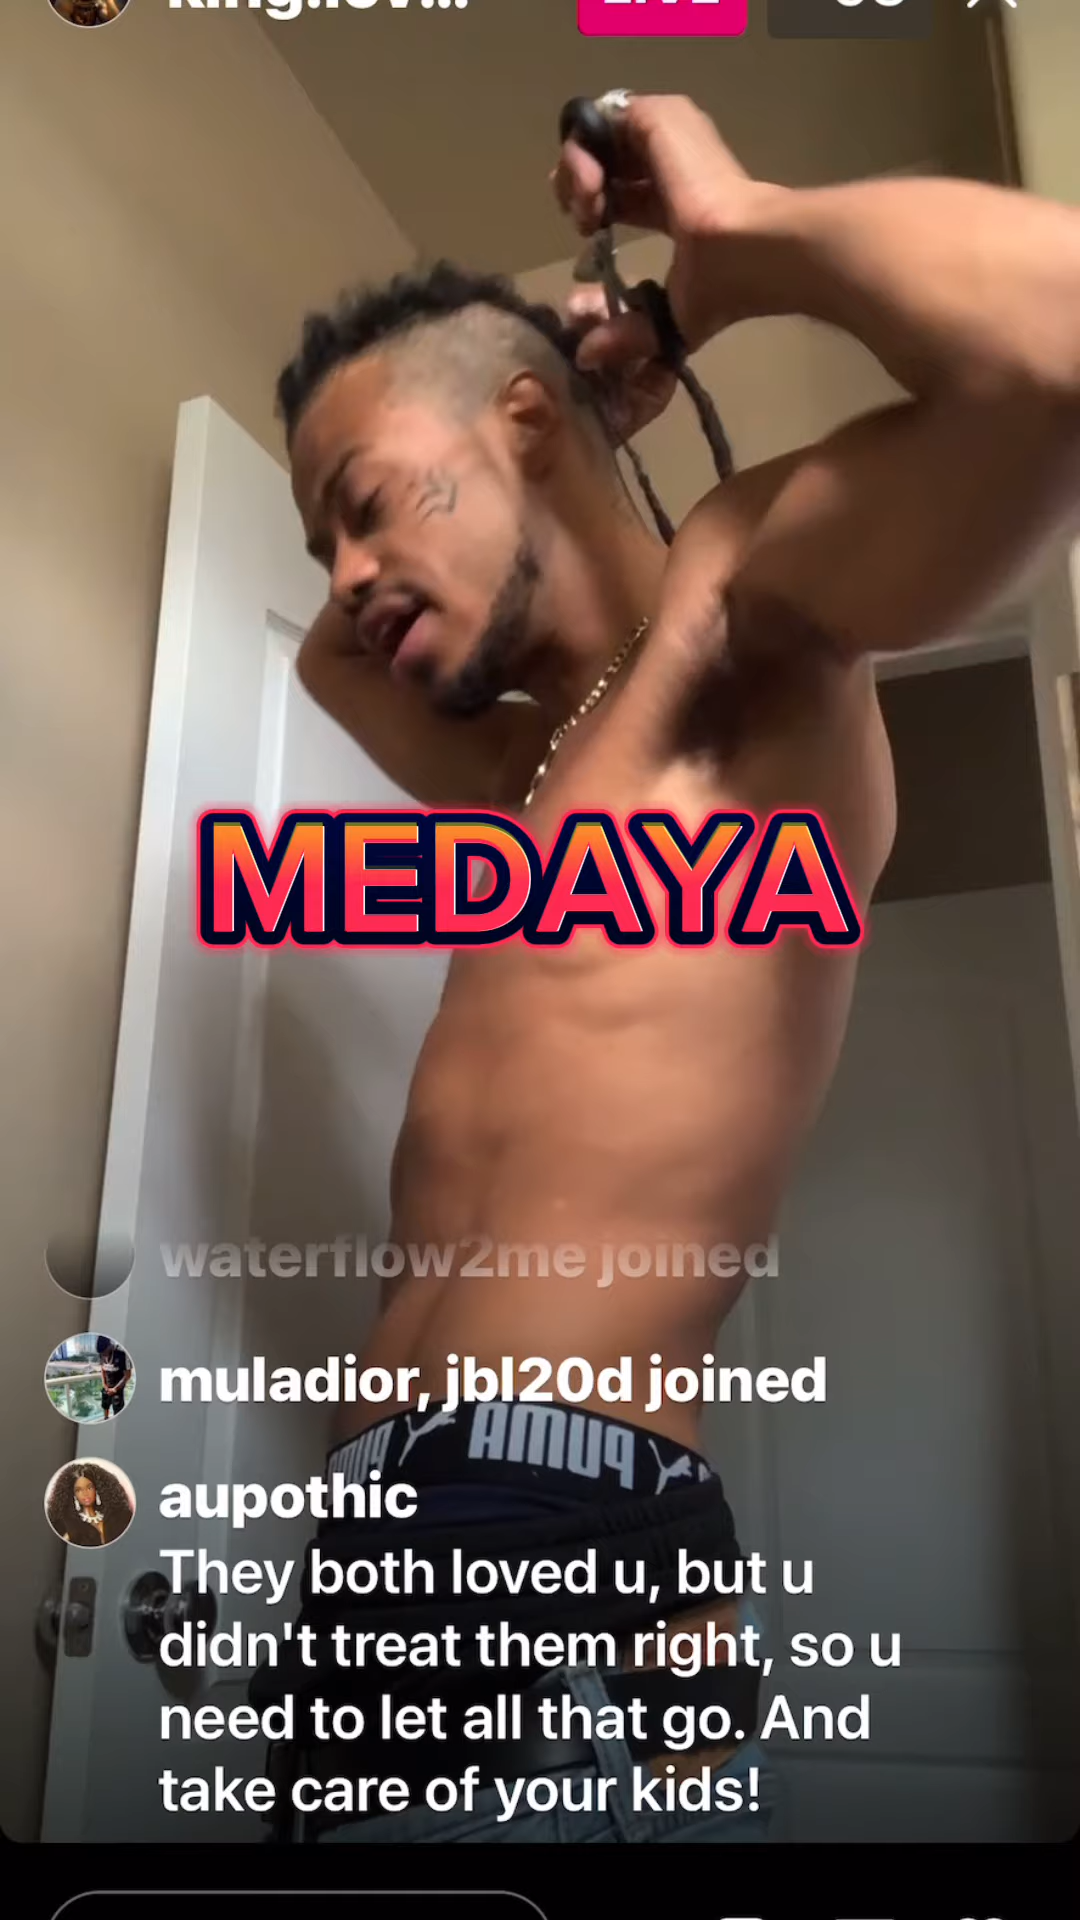 LIVE
MEDAYA
waterflow2me joined
muladior, jbl20d joined
PUMA
aupothic
They both loved u, but u
didn't treat them right, so u
need to let all that go. And
take care of your kids!